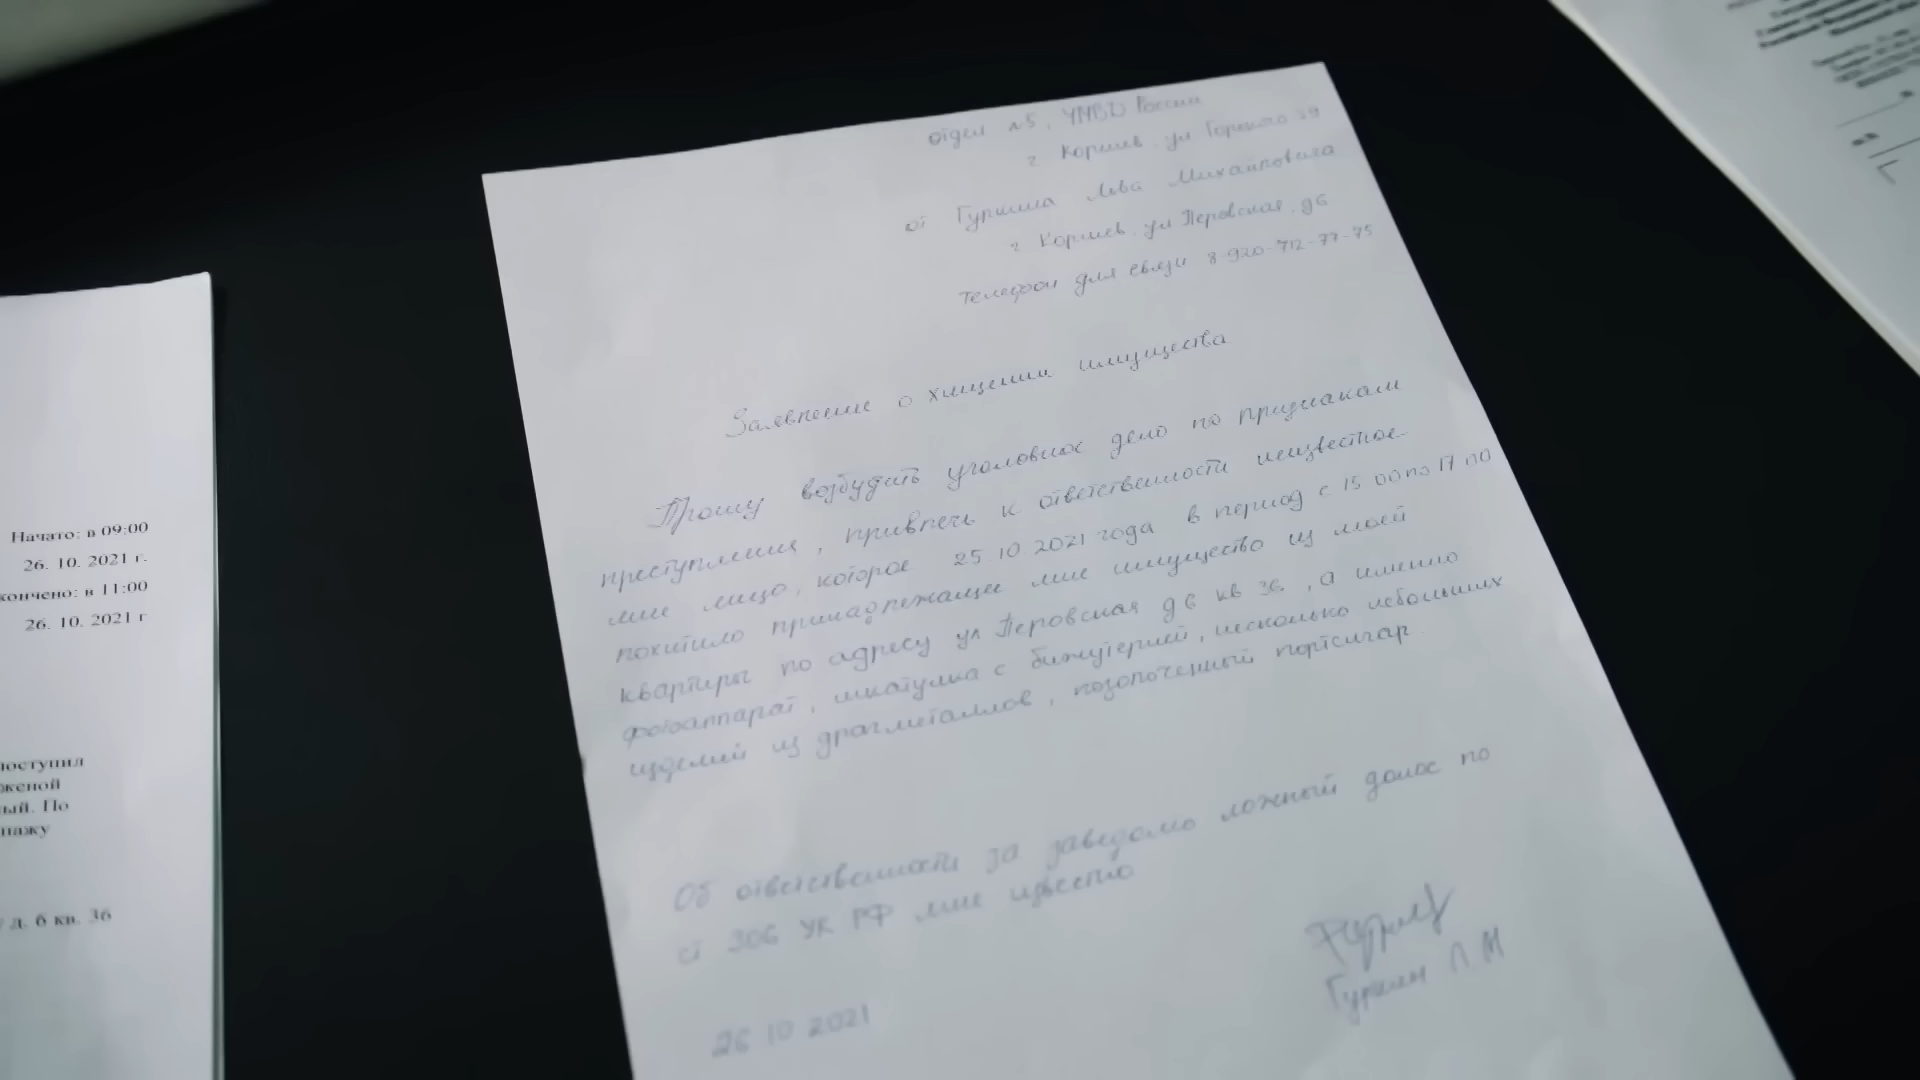 отдел №5, УМВД России
г Коршев, ул Горького 39
от Гуркина Льва Михайловича
г Коршев, ул Перовская, д6
телефон для связи 8-920-712-77-75
Заявление о хищении имущества
Прошу возбудить уголовное дело по признакам
преступления, привлечь к ответственности неизвестное
мне лицо, которое 25 10 2021 года в период с 15 00 по 17 00
похитило принадлежащее мне имущество из моей
квартиры по адресу ул Перовская д 6 кв 36, а именно
фотоаппарат, шкатулка с бижутерией, несколько небольших
изделий из драгметаллов, позолоченный портсигар.
Об ответственности за заведомо ложный донос по
ст 306 УК РФ мне известно
Гуркин Л М
26 10 2021
Начато: в 09:00
26. 10. 2021 г.
кончено: в 11:00
26. 10. 2021 г
поступил
женой
ный. По
нажу
д. 6 кв. 36